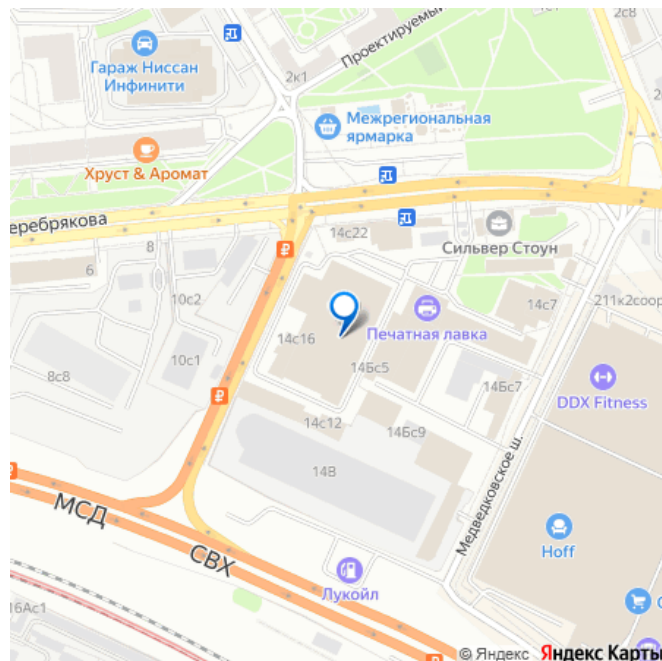 2с8
Проектируемый
Гараж Ниссан
Инфинити
2к1
Межрегиональная
ярмарка
Хруст & Аромат
еребрякова
14с22
8
Сильвер Стоун
6
10с2
14с7
211к2соор
Печатная лавка
14с16
10с1
14Бс5
8с8
14Бс7
DDX Fitness
14с12
14Бс9
14В
Медведковское ш.
МСД
СВХ
Hoff
Лукойл
16Ас1
© Яндекс Яндекс Карты